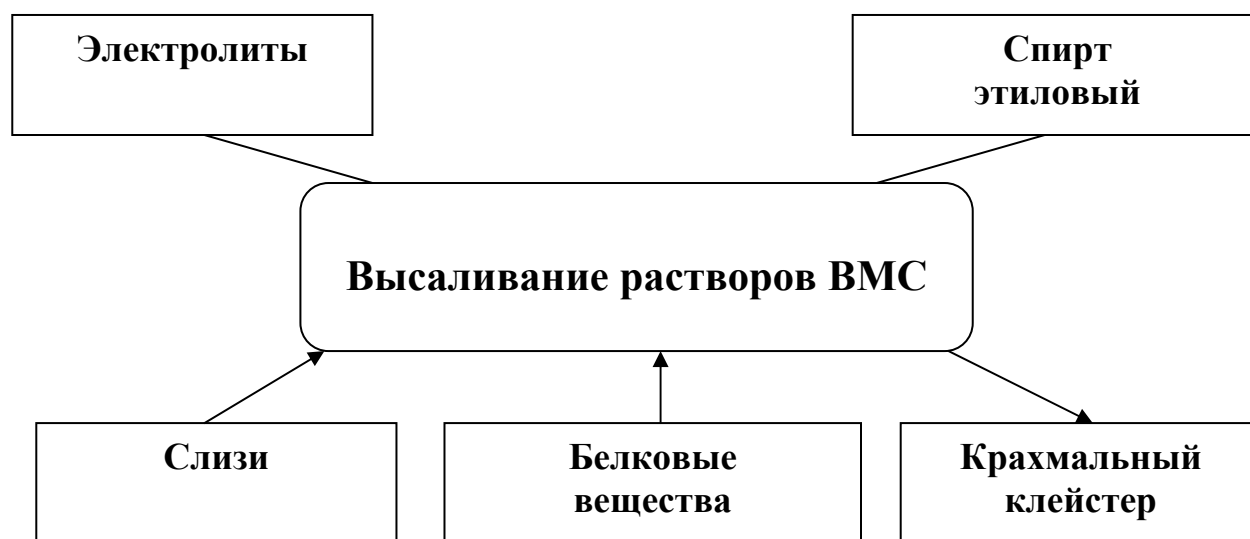 Электролиты
Спирт
этиловый
Высаливание растворов ВМС
Слизи
Белковые
вещества
Крахмальный
клейстер